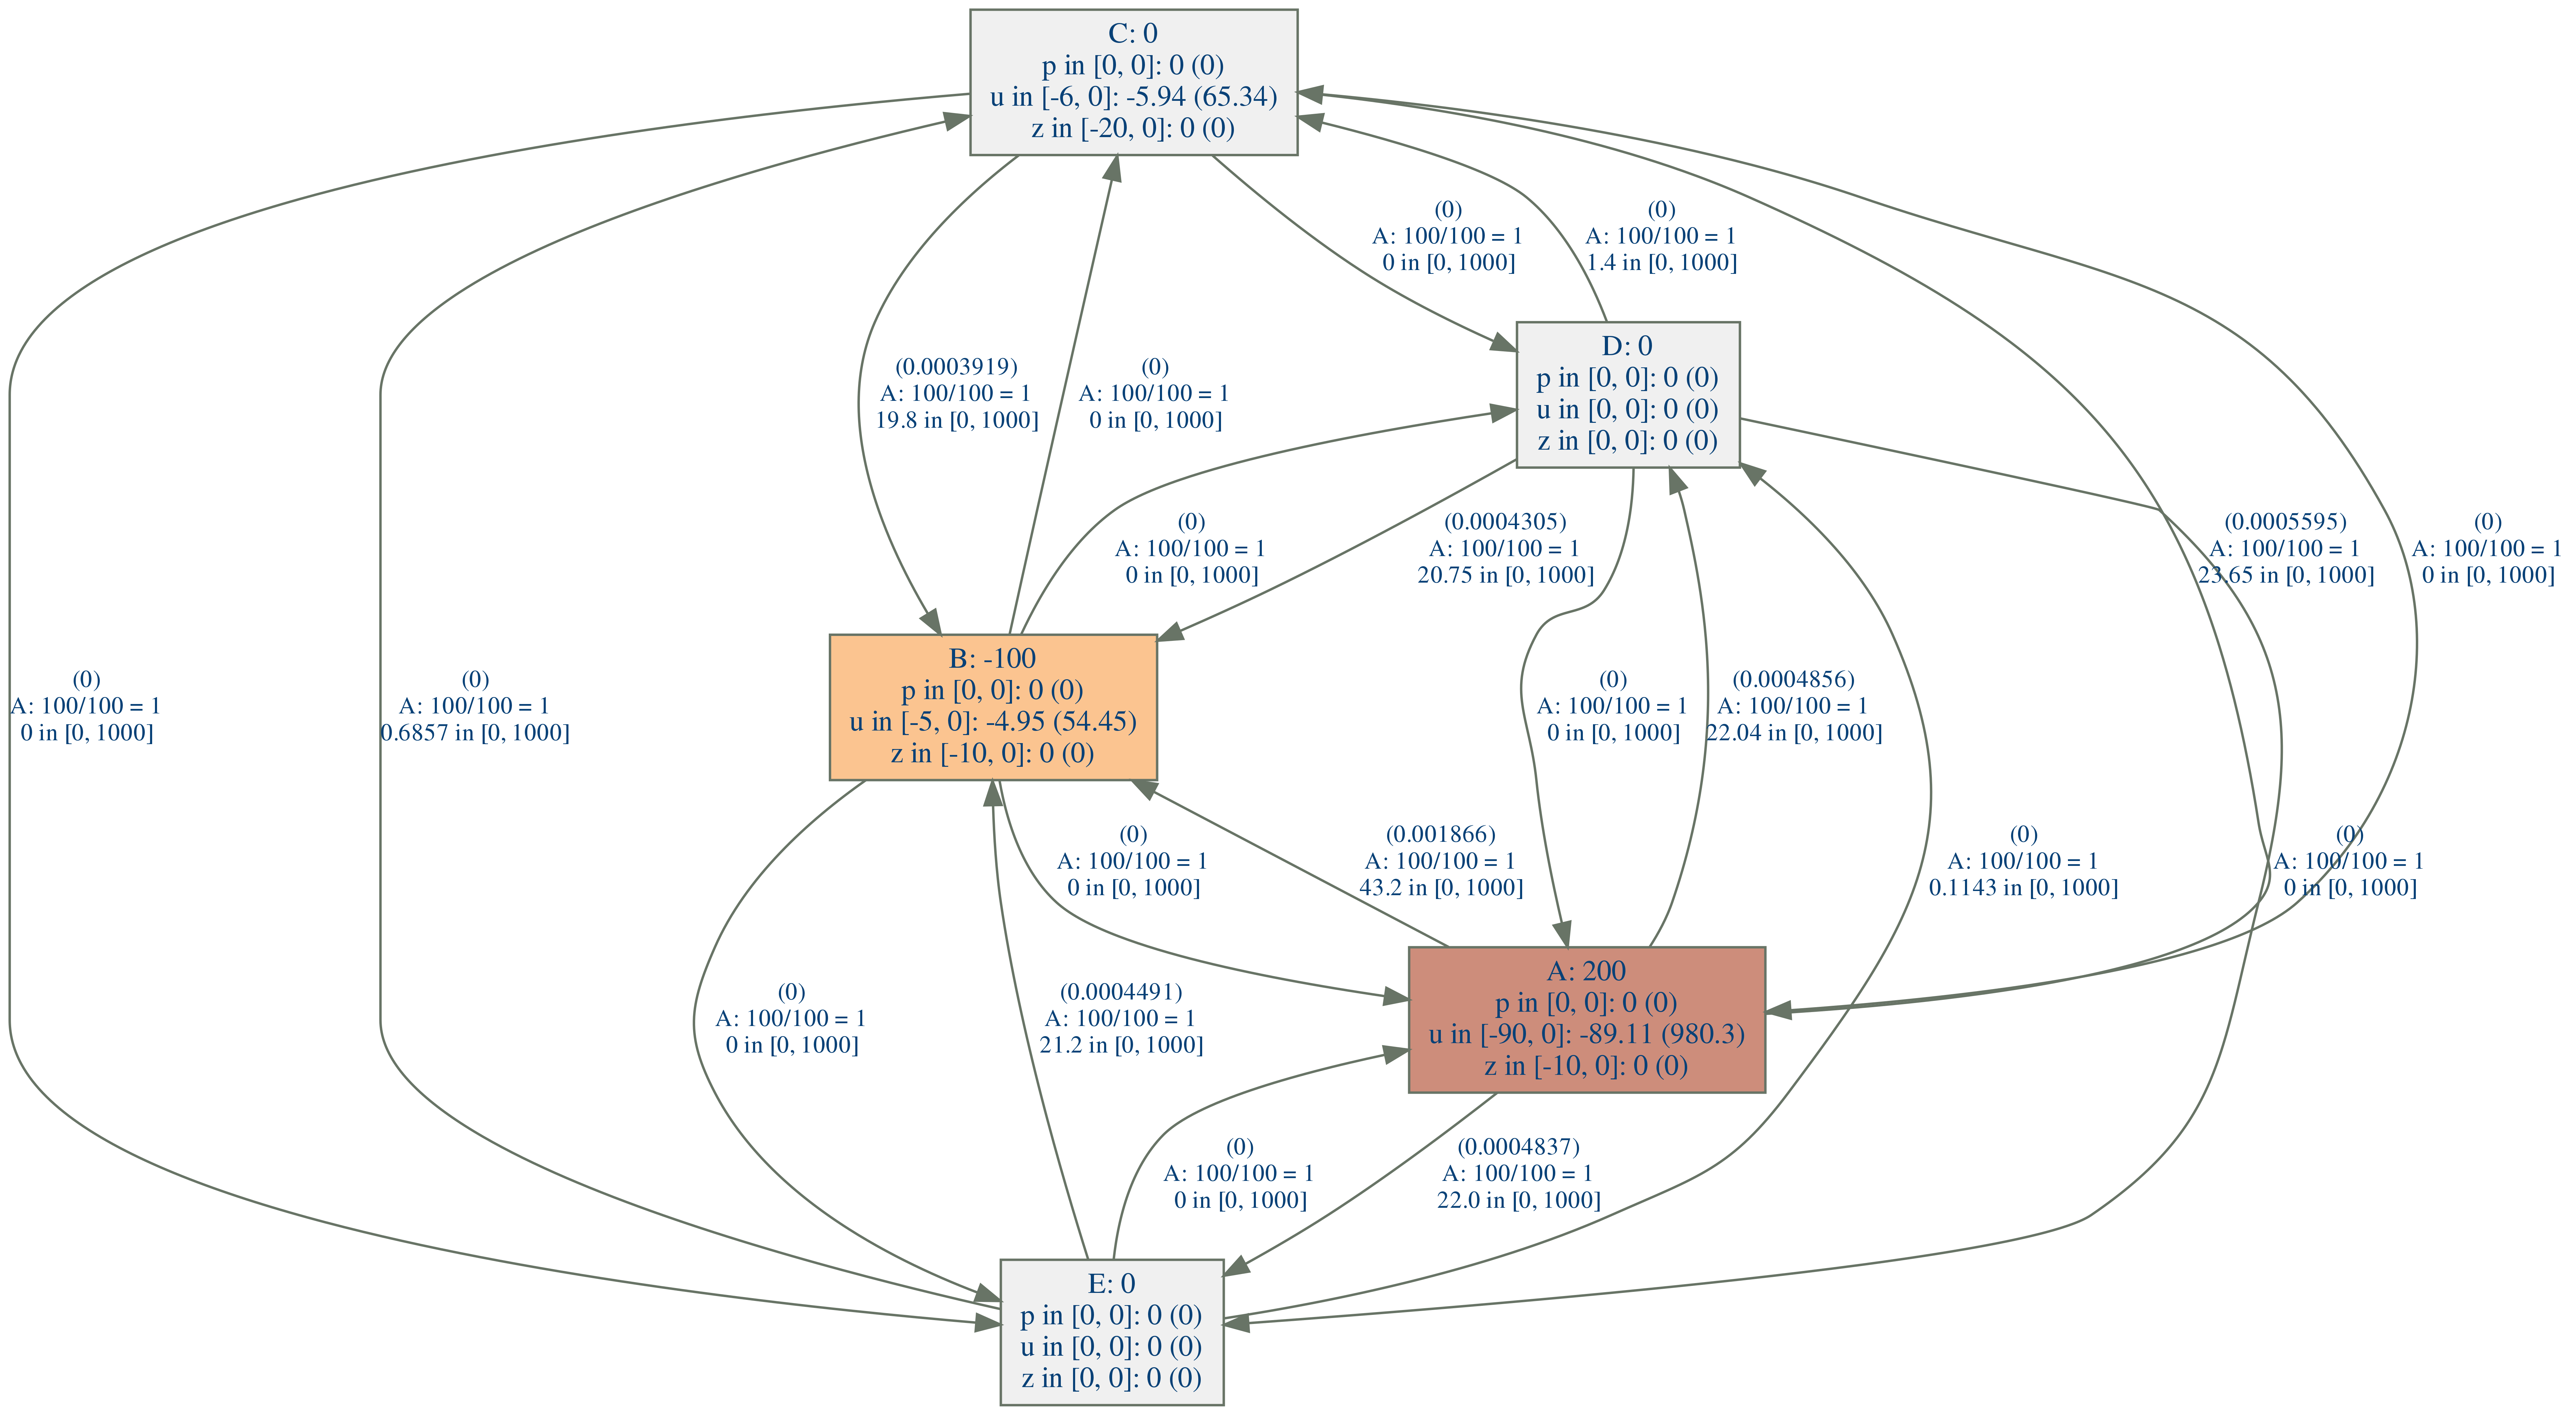 C: 0
p in [0, 0]: 0 (0)
u in [-6, 0]: -5.94 (65.34)
z in [-20, 0]: 0 (0)
(0)
A: 100/100 = 1
0 in [0, 1000]
(0)
A: 100/100 = 1
1.4 in [0, 1000]
D: 0
p in [0, 0]: 0 (0)
u in [0, 0]: 0 (0)
z in [0, 0]: 0 (0)
(0.0003919)
A: 100/100 = 1
19.8 in [0, 1000]
(0)
A: 100/100 = 1
0 in [0, 1000]
(0)
A: 100/100 = 1
0 in [0, 1000]
(0.0004305)
A: 100/100 = 1
20.75 in [0, 1000]
(0.0005595)
A: 100/100 = 1
23.65 in [0, 1000]
(0)
A: 100/100 = 1
0 in [0, 1000]
(0)
A: 100/100 = 1
0 in [0, 1000]
(0)
A: 100/100 = 1
0.6857 in [0, 1000]
B: -100
p in [0, 0]: 0 (0)
u in [-5, 0]: -4.95 (54.45)
z in [-10, 0]: 0 (0)
(0)
A: 100/100 = 1
0 in [0, 1000]
(0.0004856)
A: 100/100 = 1
22.04 in [0, 1000]
(0)
A: 100/100 = 1
0 in [0, 1000]
(0.001866)
A: 100/100 = 1
43.2 in [0, 1000]
(0)
A: 100/100 = 1
0.1143 in [0, 1000]
(0)
A: 100/100 = 1
0 in [0, 1000]
(0)
A: 100/100 = 1
0 in [0, 1000]
(0.0004491)
A: 100/100 = 1
21.2 in [0, 1000]
A: 200
p in [0, 0]: 0 (0)
u in [-90, 0]: -89.11 (980.3)
z in [-10, 0]: 0 (0)
(0)
A: 100/100 = 1
0 in [0, 1000]
(0.0004837)
A: 100/100 = 1
22.0 in [0, 1000]
E: 0
p in [0, 0]: 0 (0)
u in [0, 0]: 0 (0)
z in [0, 0]: 0 (0)